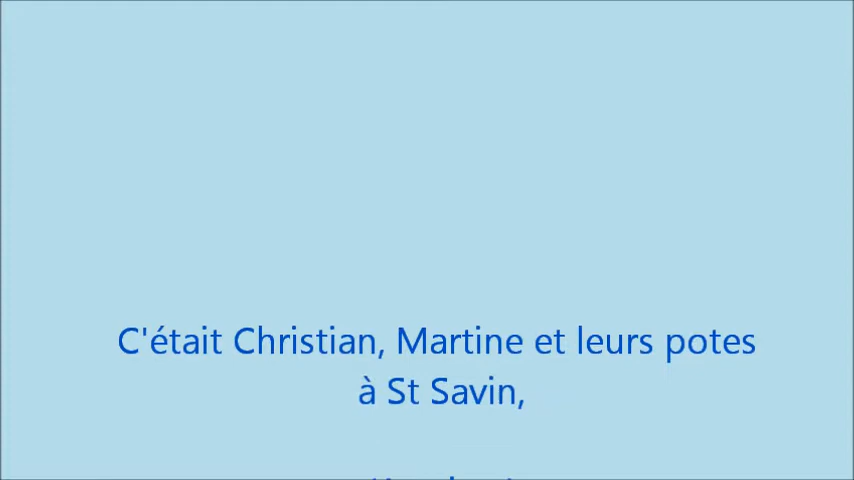 C'était Christian, Martine et leurs potes
à St Savin,